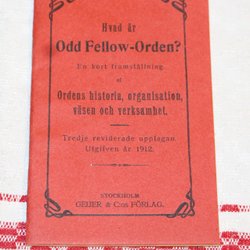 Hvad är
Odd Fellow-Orden?
En kort framställning
af
Ordens historia, organisation,
väsen och verksamhet.
Tredje reviderade upplagan.
Utgifven år 1912.
STOCKHOLM
GEIJER & C:os FÖRLAG.